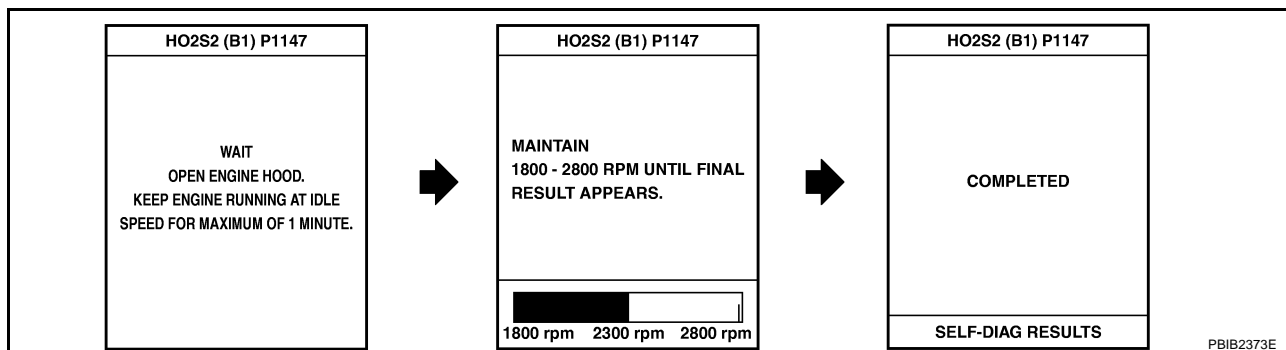 HO2S2 (B1) P1147
WAIT
OPEN ENGINE HOOD.
KEEP ENGINE RUNNING AT IDLE
SPEED FOR MAXIMUM OF 1 MINUTE.
HO2S2 (B1) P1147
MAINTAIN
1800 - 2800 RPM UNTIL FINAL
RESULT APPEARS.
1800 rpm 2300 rpm 2800 rpm
HO2S2 (B1) P1147
COMPLETED
SELF-DIAG RESULTS
PBIB2373E